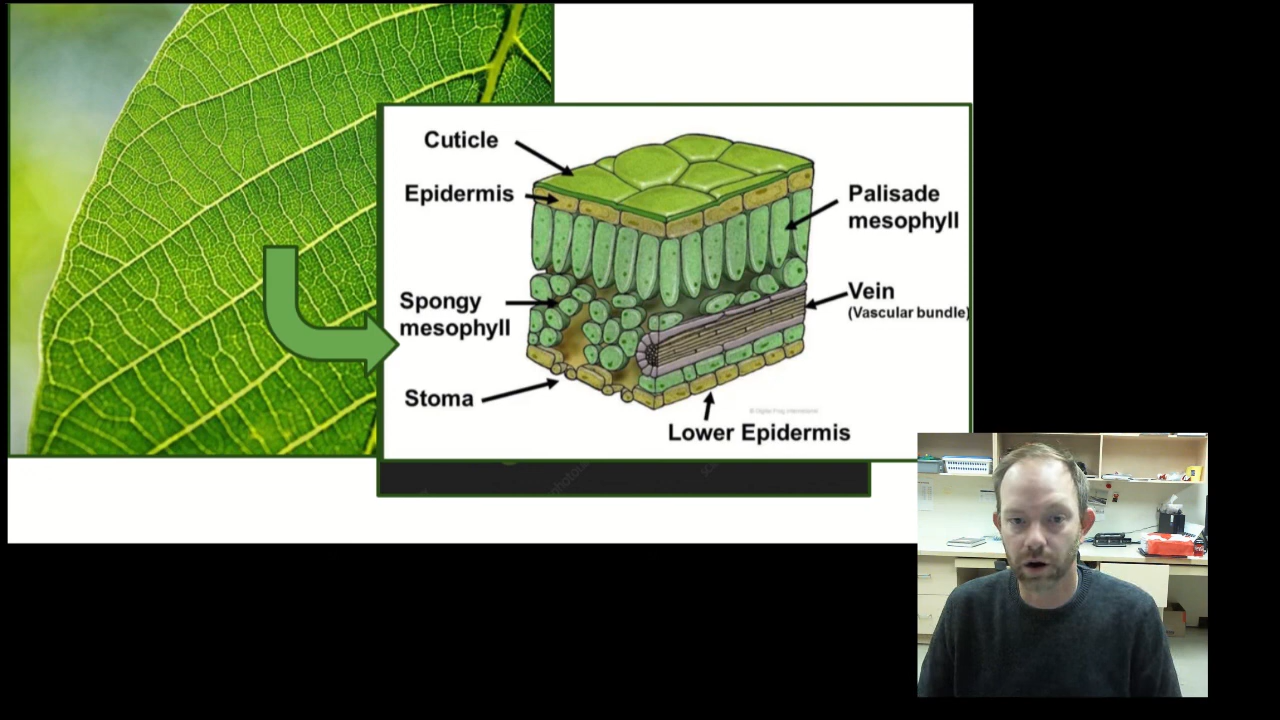 Cuticle
Epidermis
Palisade
mesophyll
Spongy
mesophyll
Vein
(Vascular bundle)
Stoma
Lower Epidermis